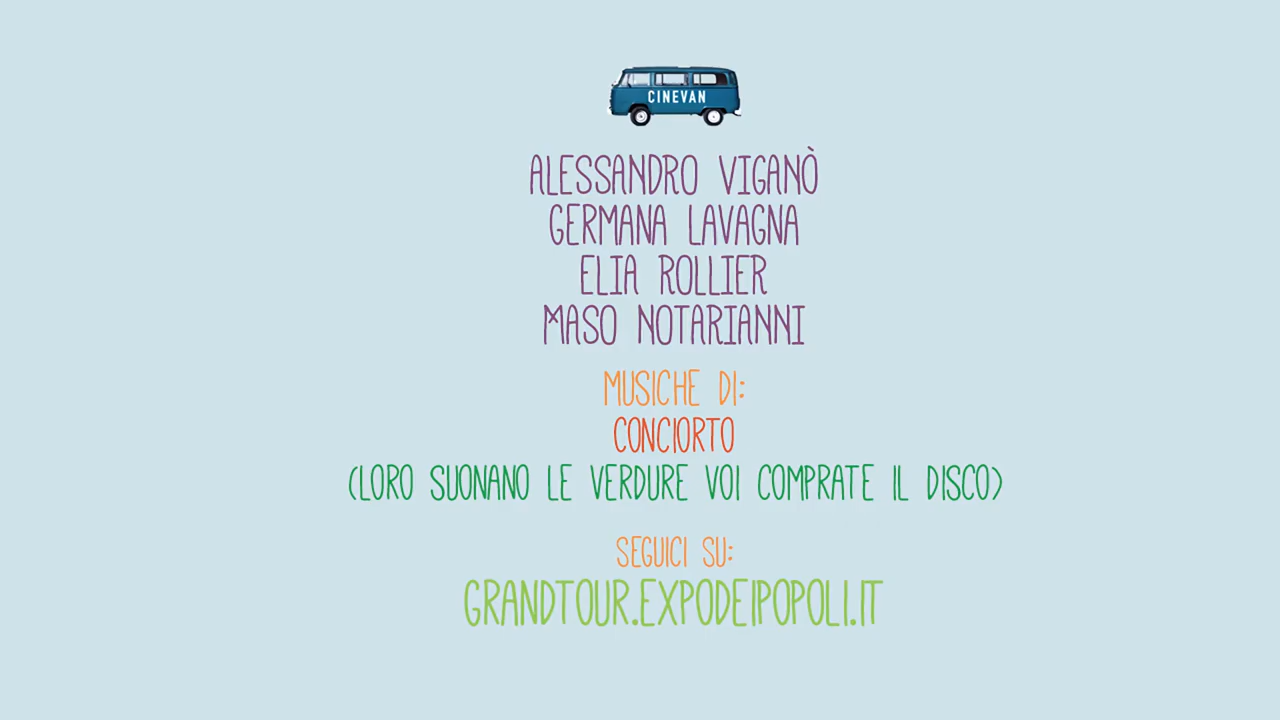 CINEVAN
ALESSANDRO VIGANÒ
GERMANA LAVAGNA
ELIA ROLLIER
MASO NOTARIANNI
MUSICHE DI:
CONCIORTO
(LORO SUONANO LE VERDURE VOI COMPRATE IL DISCO)
SEGUICI SU:
GRANDTOUR.EXPODEIPOPOLI.IT